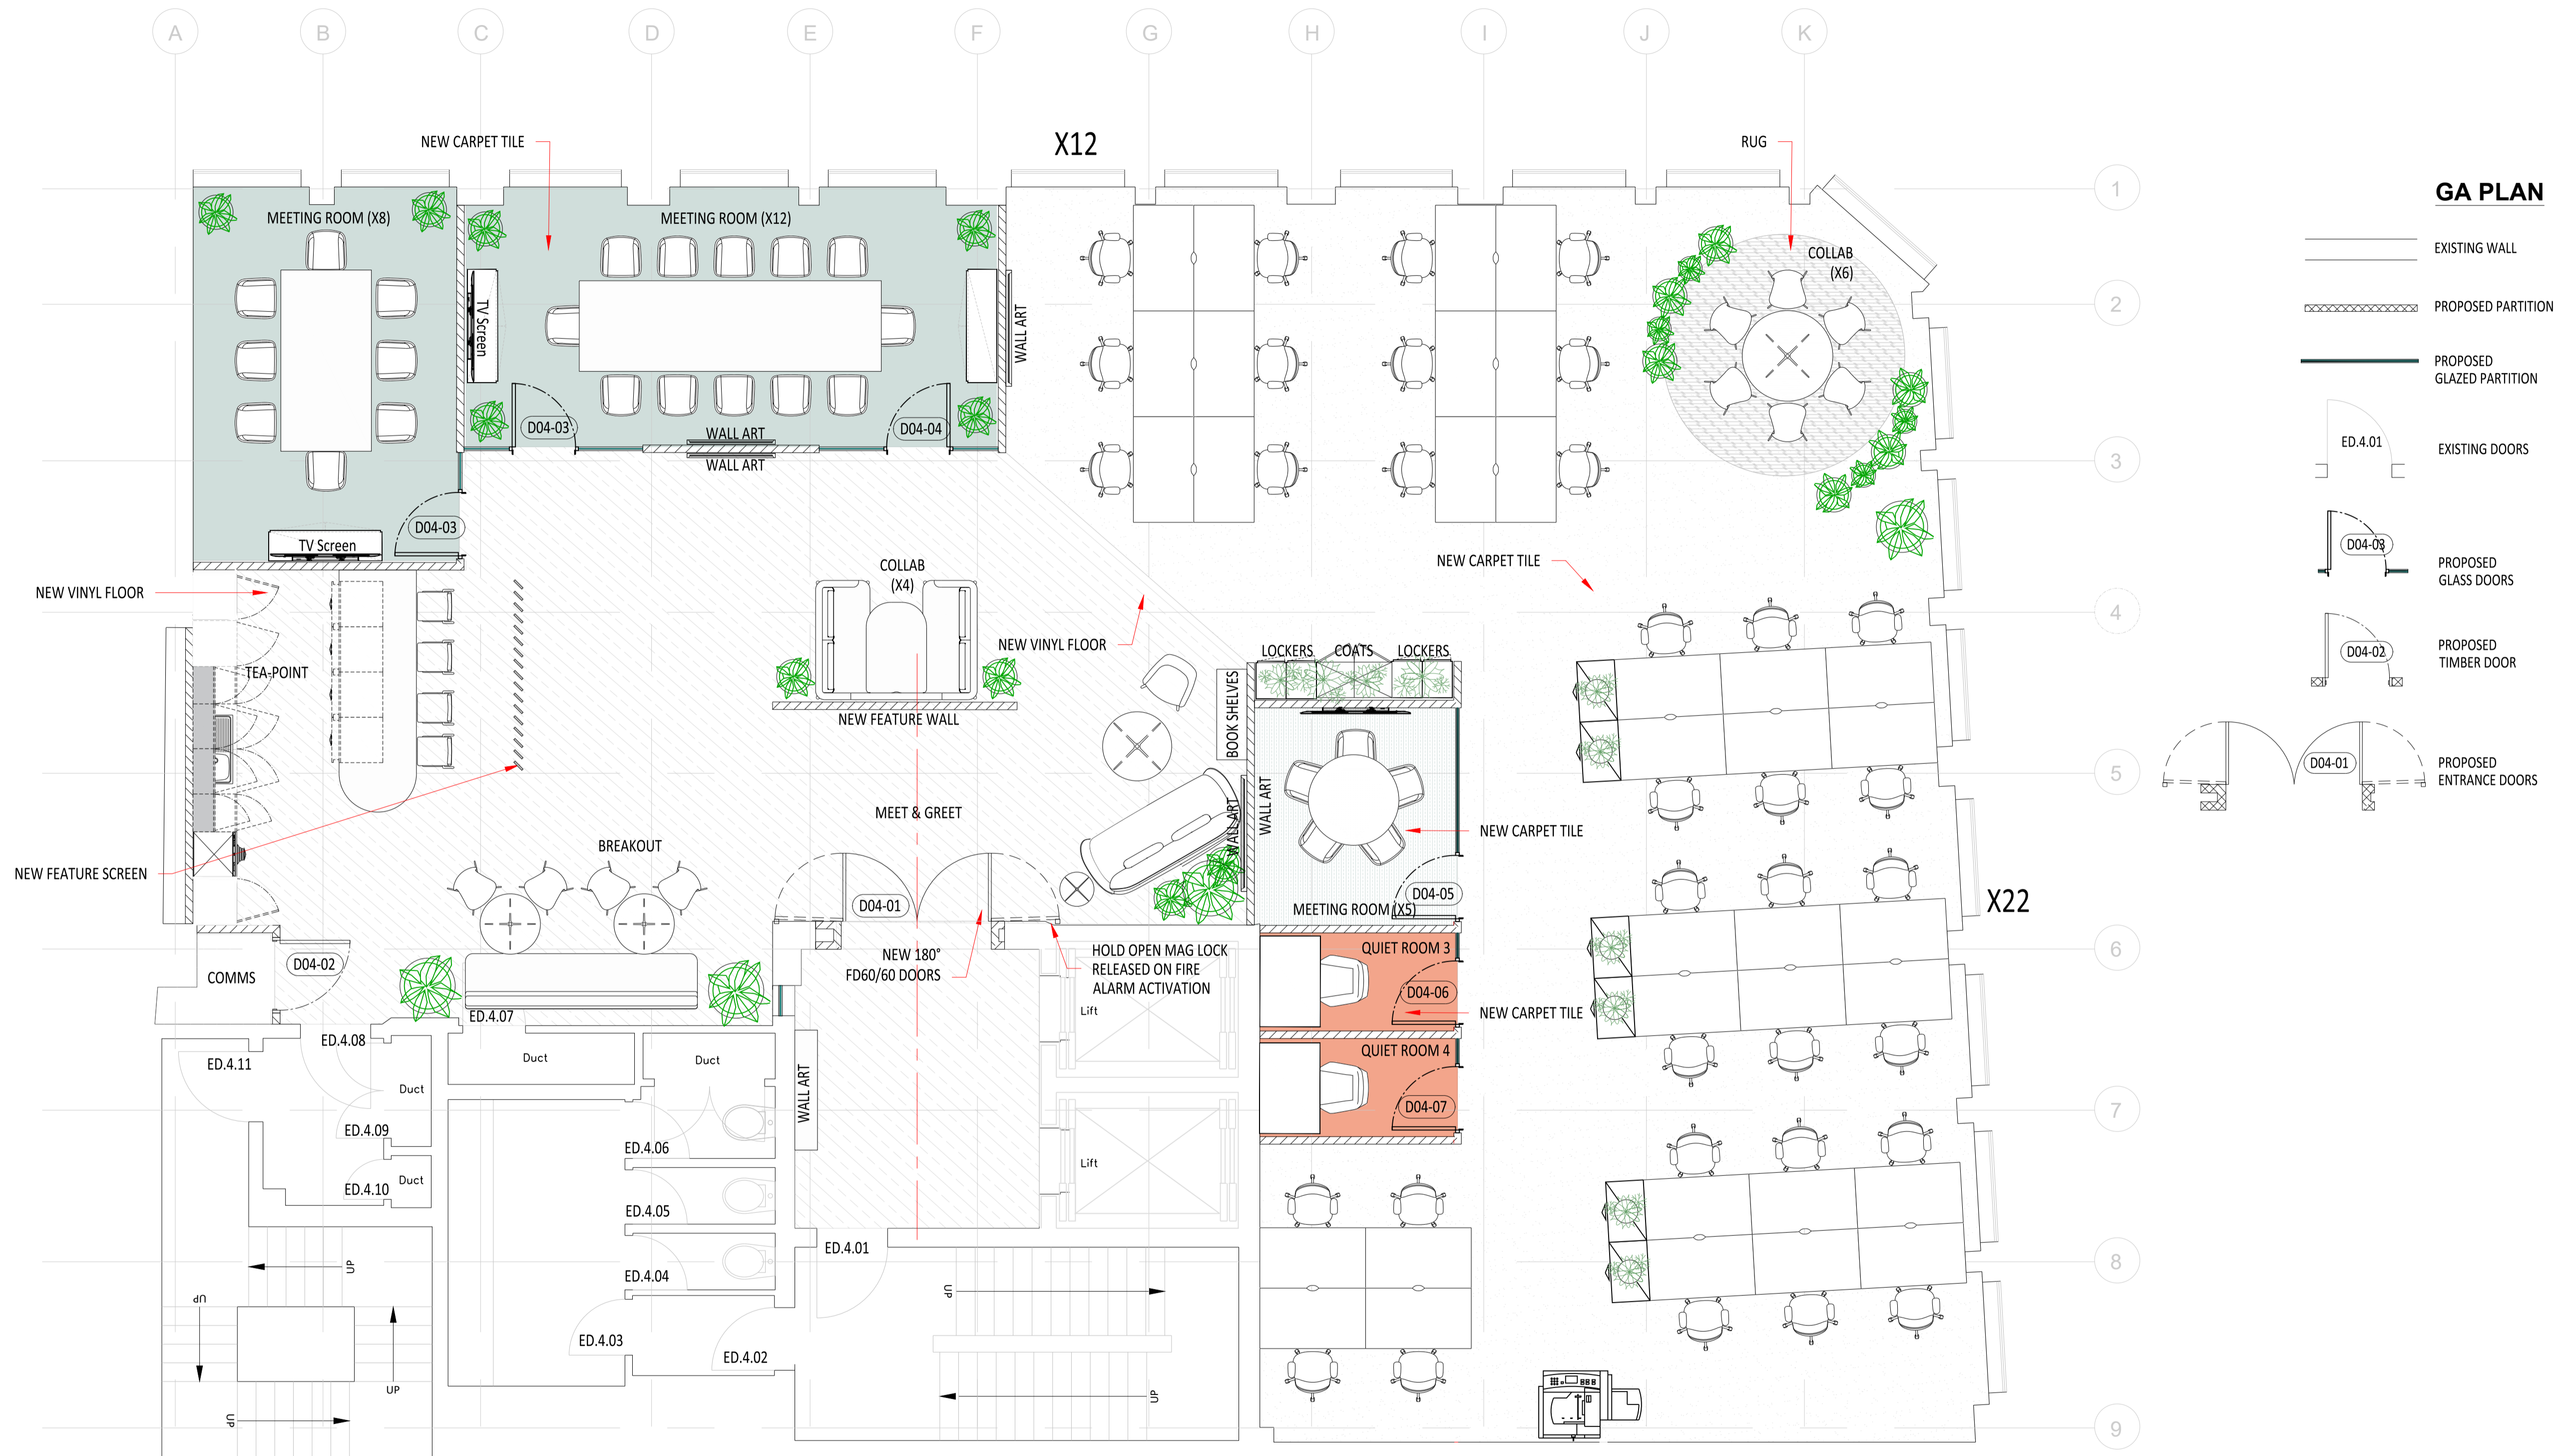 A
B
C
D
E
F
G
H
I
J
K
NEW CARPET TILE
X12
RUG
1
GA PLAN
MEETING ROOM (X8)
MEETING ROOM (X12)
EXISTING WALL
COLLAB
(X6)
2
PROPOSED PARTITION
TV Screen
WALL ART
PROPOSED
GLAZED PARTITION
D04-03
WALL ART
D04-04
ED.4.01
WALL ART
EXISTING DOORS
3
D04-03
TV Screen
D04-03
NEW CARPET TILE
COLLAB
(X4)
PROPOSED
GLASS DOORS
NEW VINYL FLOOR
4
NEW VINYL FLOOR
LOCKERS
COATS
LOCKERS
D04-02
PROPOSED
TIMBER DOOR
TEA-POINT
BOOK SHELVES
NEW FEATURE WALL
5
D04-01
PROPOSED
ENTRANCE DOORS
MEET & GREET
WALL ART
WALL ART
NEW CARPET TILE
BREAKOUT
NEW FEATURE SCREEN
D04-01
D04-05
MEETING ROOM (X5)
X22
6
QUIET ROOM 3
NEW 180°
FD60/60 DOORS
HOLD OPEN MAG LOCK
RELEASED ON FIRE
ALARM ACTIVATION
D04-02
COMMS
D04-06
Lift
NEW CARPET TILE
ED.4.07
ED.4.08
QUIET ROOM 4
ED.4.11
Duct
Duct
Duct
WALL ART
D04-07
7
ED.4.09
ED.4.06
Lift
Duct
ED.4.10
ED.4.05
ED.4.01
ED.4.04
8
UP
UP
UP
ED.4.03
ED.4.02
UP
UP
UP
9